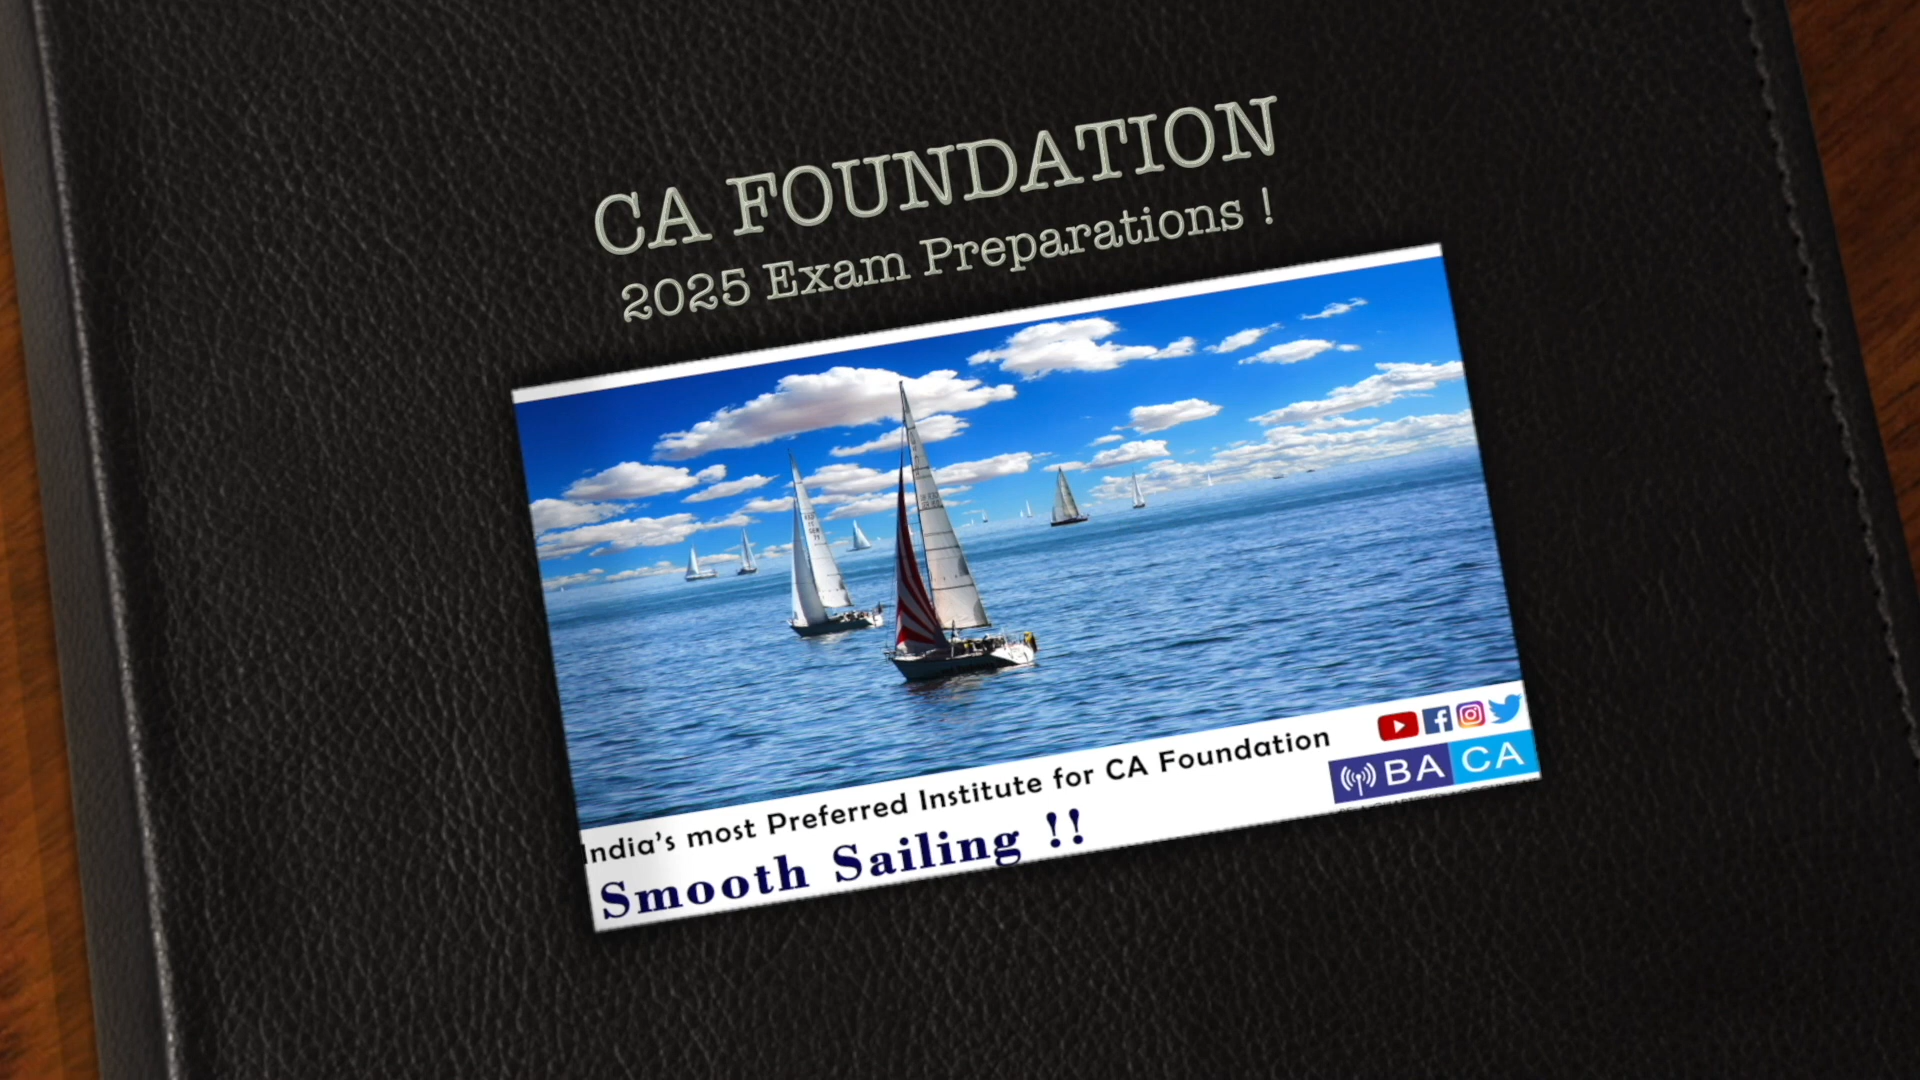 CA FOUNDATION
2025 Exam Preparations !
India's most Preferred Institute for CA Foundation
BA CA
Smooth Sailing !!